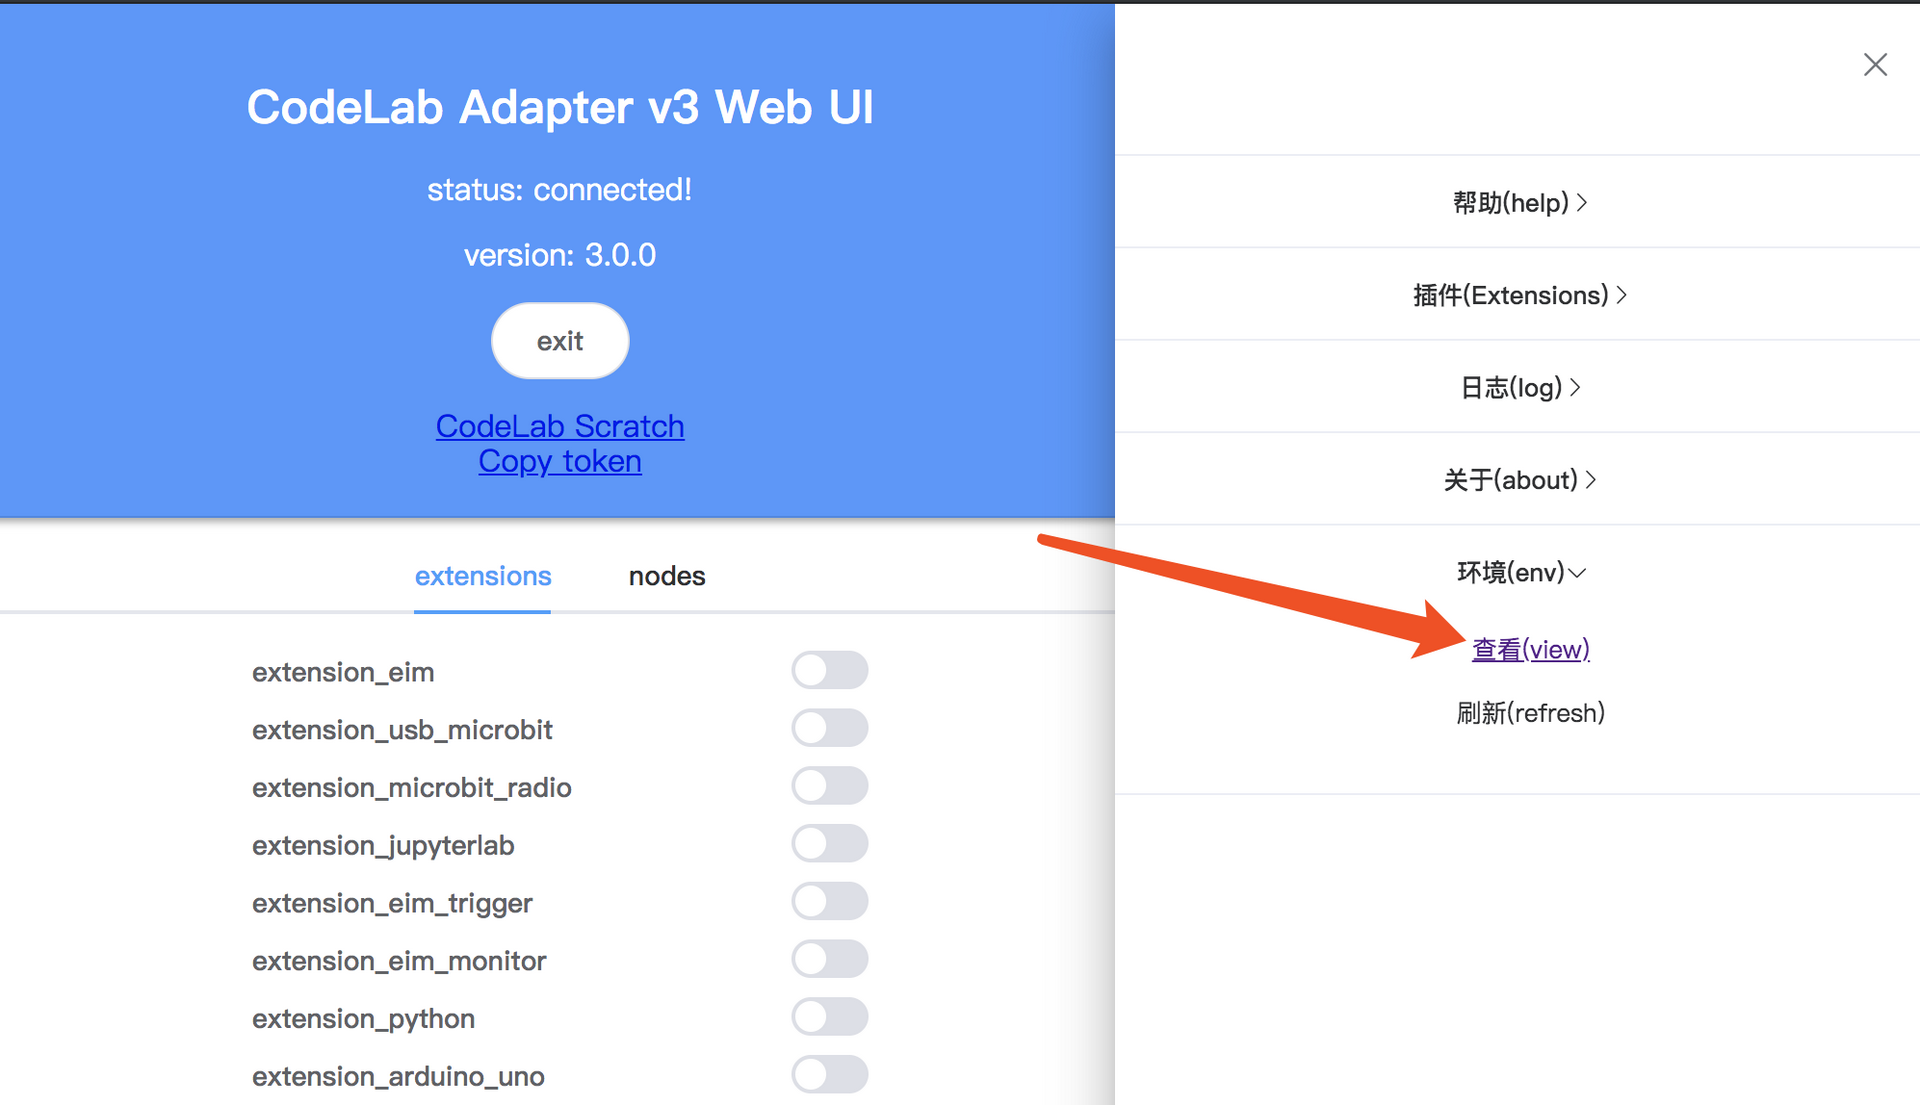 CodeLab Adapter v3 Web UI
status: connected!
version: 3.0.0
exit
CodeLab Scratch
Copy token
extensions
nodes
extension_eim
extension_usb_microbit
extension_microbit_radio
extension_jupyterlab
extension_eim_trigger
extension_eim_monitor
extension_python
extension_arduino_uno
帮助(help)
插件(Extensions)
日志(log)
关于(about)
环境(env)
查看(view)
刷新(refresh)